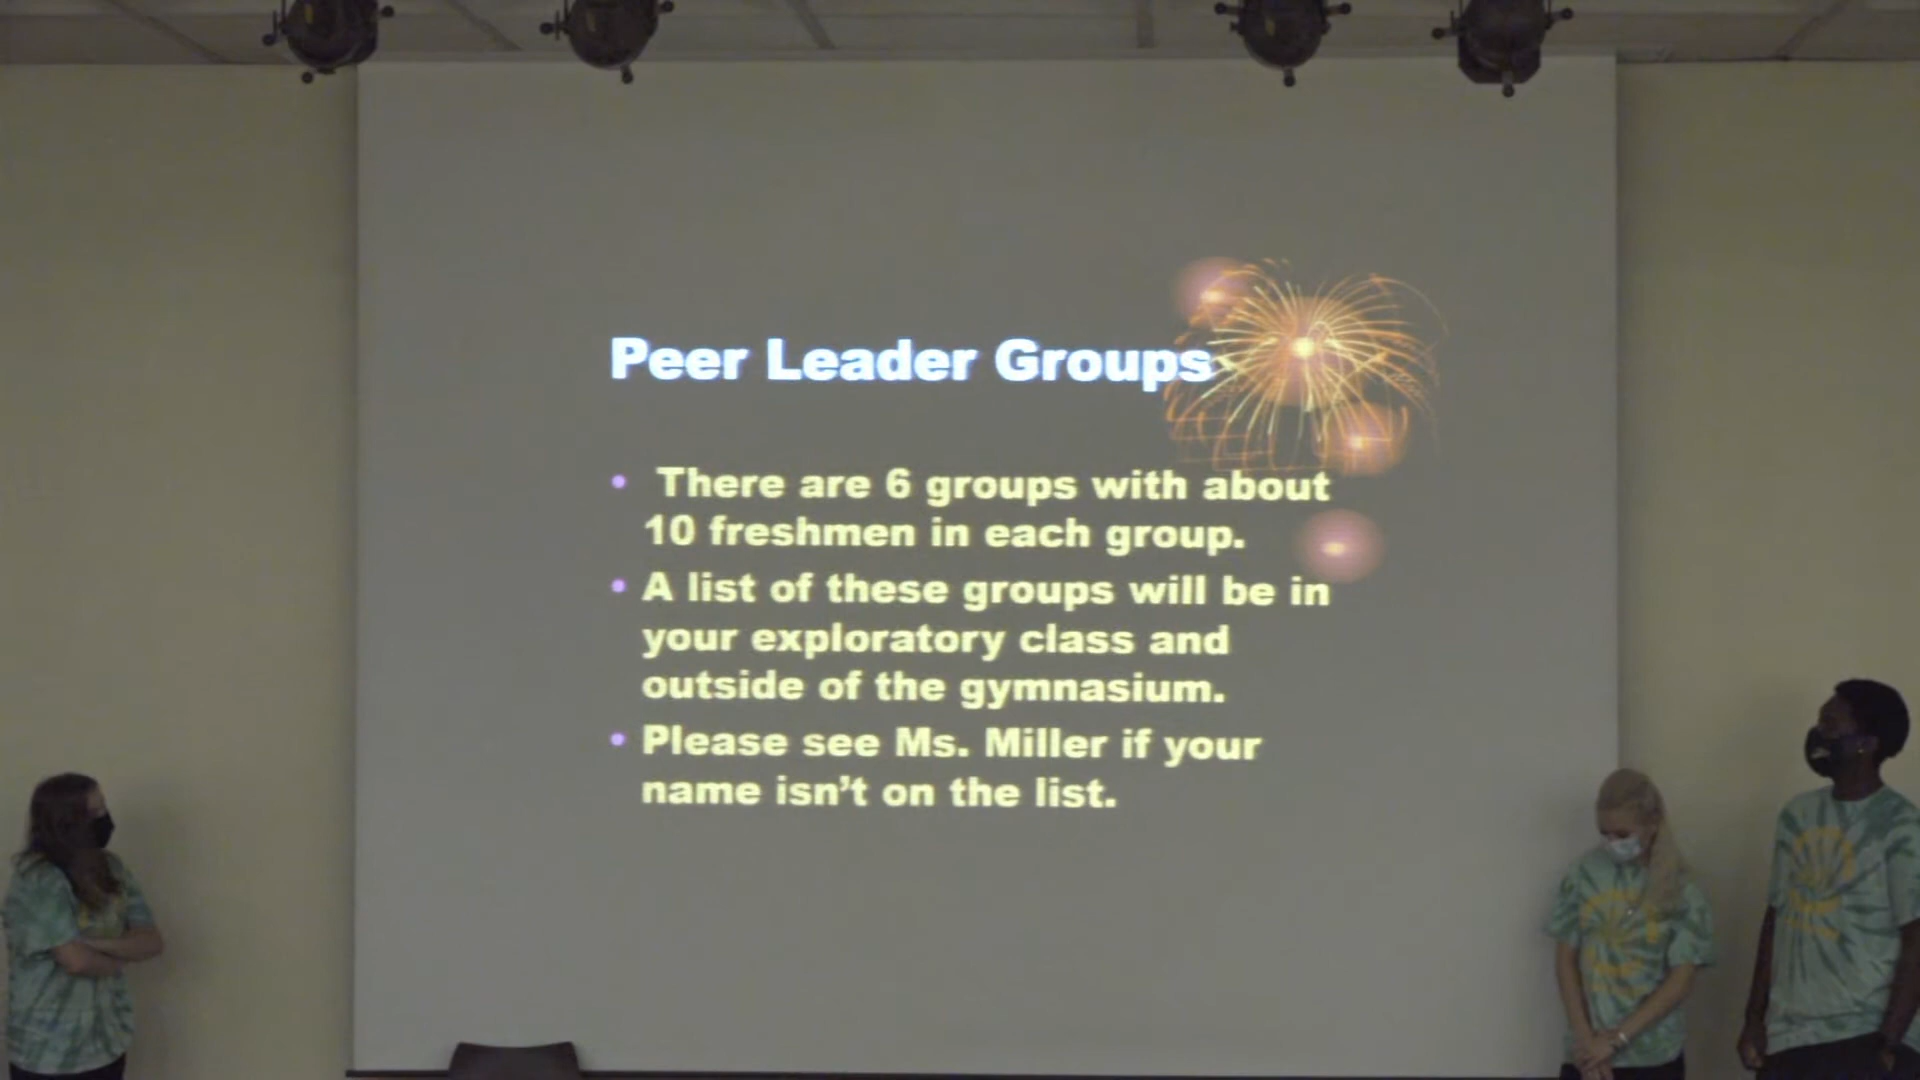 Peer Leader Groups
• There are 6 groups with about
10 freshmen in each group.
• A list of these groups will be in
your exploratory class and
outside of the gymnasium.
• Please see Ms. Miller if your
name isn’t on the list.